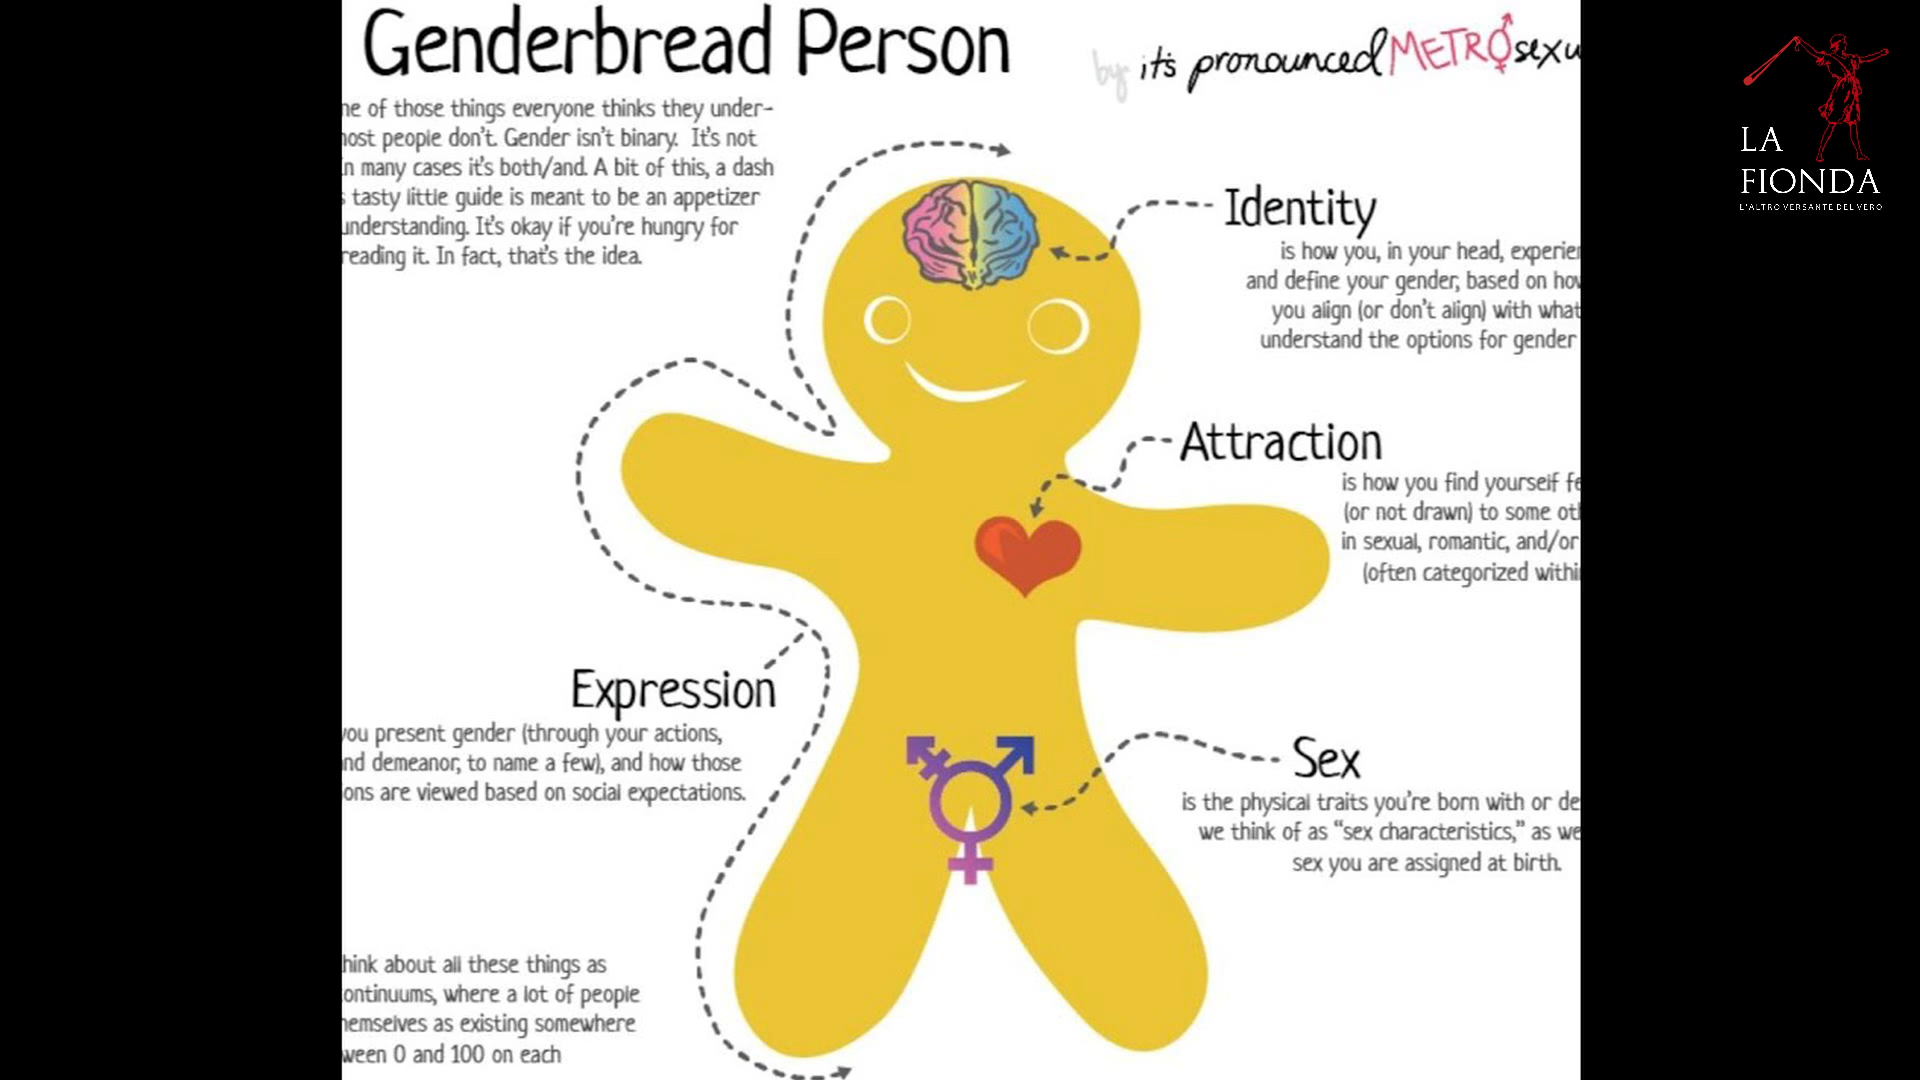 Genderbread Person
by it's pronounced METROsexu
ne of those things everyone thinks they under-
nost people don't. Gender isn't binary. It's not
n many cases it's both/and. A bit of this, a dash
s tasty little guide is meant to be an appetizer
understanding. It's okay if you're hungry for
reading it. In fact, that's the idea.
Identity
is how you, in your head, experien
and define your gender, based on how
you align (or don't align) with what
understand the options for gender
Attraction
is how you find yourself fe
(or not drawn) to some oth
in sexual, romantic, and/or
(often categorized within
Expression
you present gender (through your actions,
nd demeanor, to name a few), and how those
ons are viewed based on social expectations.
Sex
is the physical traits you're born with or de
we think of as "sex characteristics," as we
sex you are assigned at birth.
hink about all these things as
ontinuums, where a lot of people
hemselves as existing somewhere
ween 0 and 100 on each
LA
FIONDA
L'ALTRO VERSANTE DEL VERO